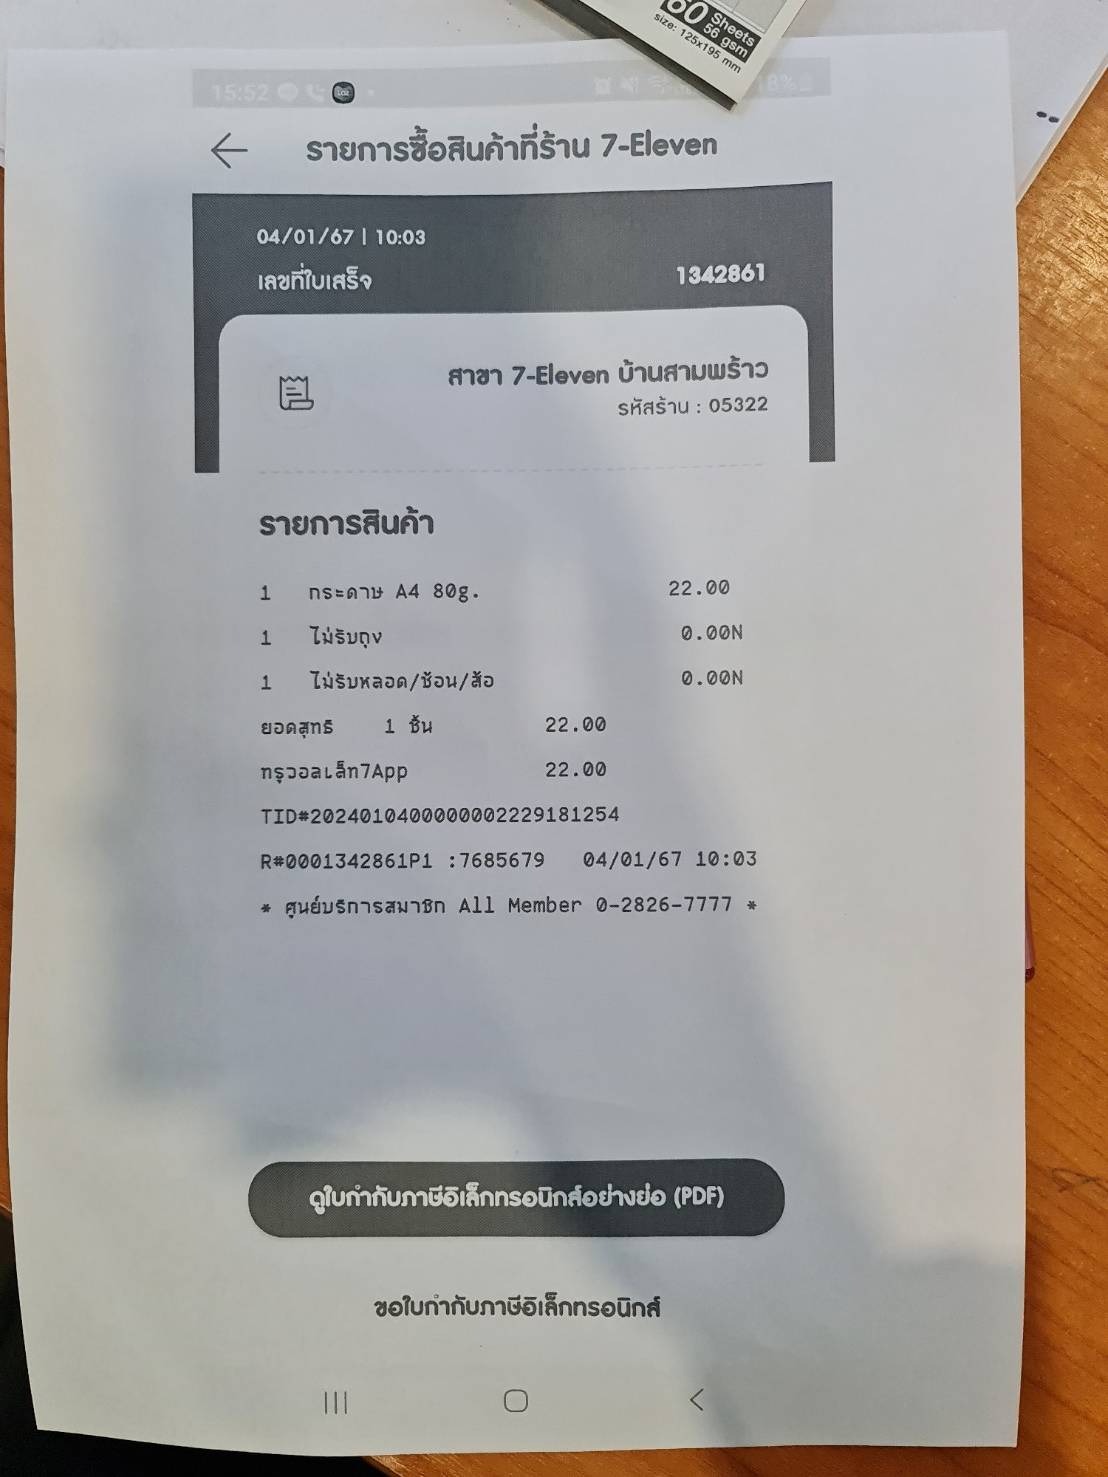 60 Sheets
56 gsm
size: 125x195 mm
15:52
18%
รายการซื้อสินค้าที่ร้าน 7-Eleven
04/01/67 | 10:03
เลขที่ใบเสร็จ 1342861
สาขา 7-Eleven บ้านสามพร้าว
รหัสร้าน : 05322
รายการสินค้า
1 กระดาษ A4 80g. 22.00
1 ไม่รับถุง 0.00N
1 ไม่รับหลอด/ช้อน/ส้อ 0.00N
ยอดสุทธิ 1 ชิ้น 22.00
ทรูวอลเล็ท7App 22.00
TID#20240104000000002229181254
R#0001342861P1 :7685679 04/01/67 10:03
* ศูนย์บริการสมาชิก All Member 0-2826-7777 *
ดูใบกำกับภาษีอิเล็กทรอนิกส์อย่างย่อ (PDF)
ขอใบกำกับภาษีอิเล็กทรอนิกส์